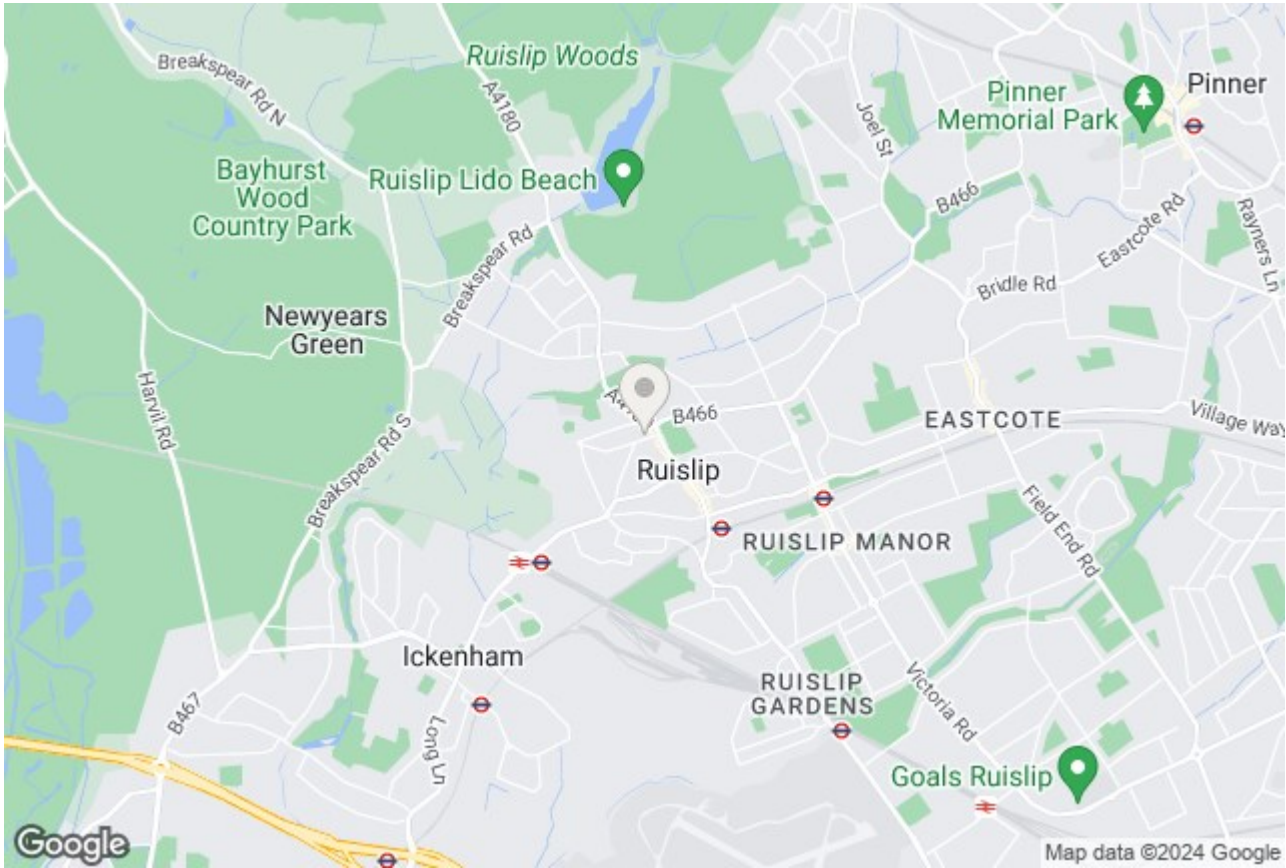 Ruislip Woods
Breakspear Rd N
A4180
Joel St
Pinner
Pinner
Memorial Park
Bayhurst
Wood
Country Park
Ruislip Lido Beach
B466
Rayners Ln
Eastcote Rd
Breakspear Rd
Bridle Rd
Newyears
Green
Harvil Rd
B466
EASTCOTE
Village Way
Breakspear Rd S
Ruislip
Field End Rd
RUISLIP MANOR
Ickenham
RUISLIP
GARDENS
Victoria Rd
B467
Long Ln
Goals Ruislip
Google
Map data ©2024 Google